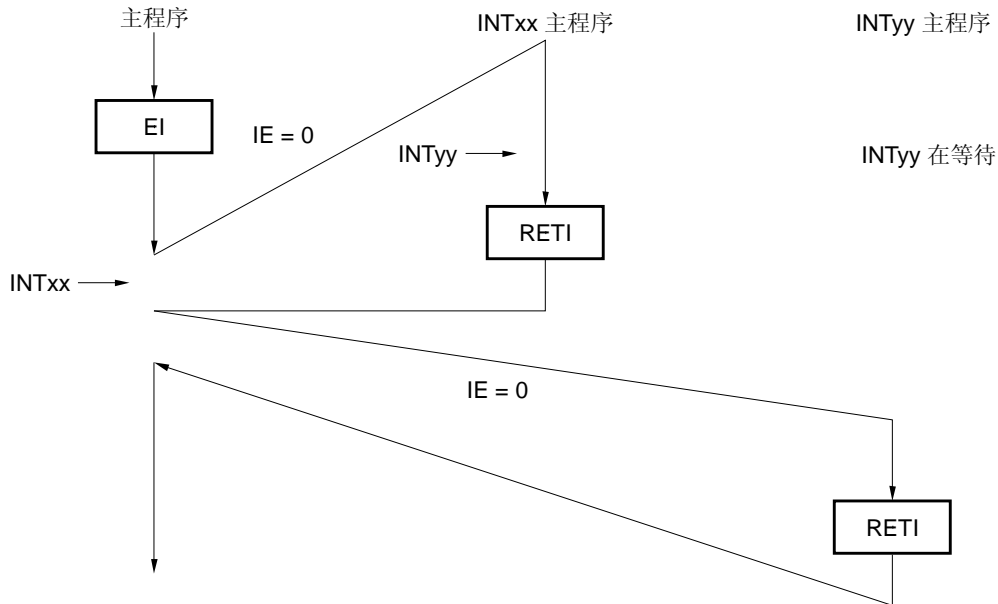 主程序
INTxx 主程序
INTyy 主程序
EI
IE = 0
INTyy
INTyy 在等待
RETI
INTxx
IE = 0
RETI